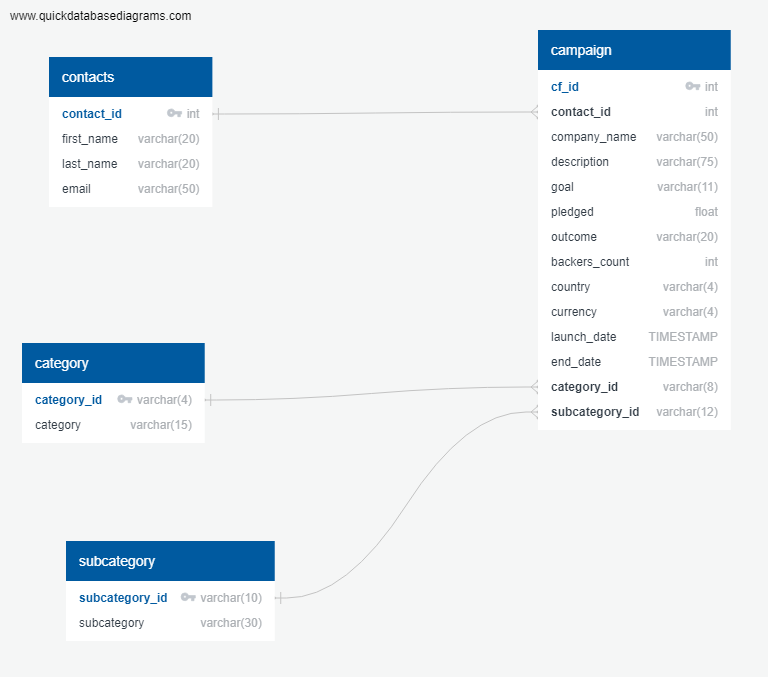 www.quickdatabasediagrams.com
contacts
contact_id int
first_name varchar(20)
last_name varchar(20)
email varchar(50)
campaign
cf_id int
contact_id int
company_name varchar(50)
description varchar(75)
goal varchar(11)
pledged float
outcome varchar(20)
backers_count int
country varchar(4)
currency varchar(4)
launch_date TIMESTAMP
end_date TIMESTAMP
category_id varchar(8)
subcategory_id varchar(12)
category
category_id varchar(4)
category varchar(15)
subcategory
subcategory_id varchar(10)
subcategory varchar(30)